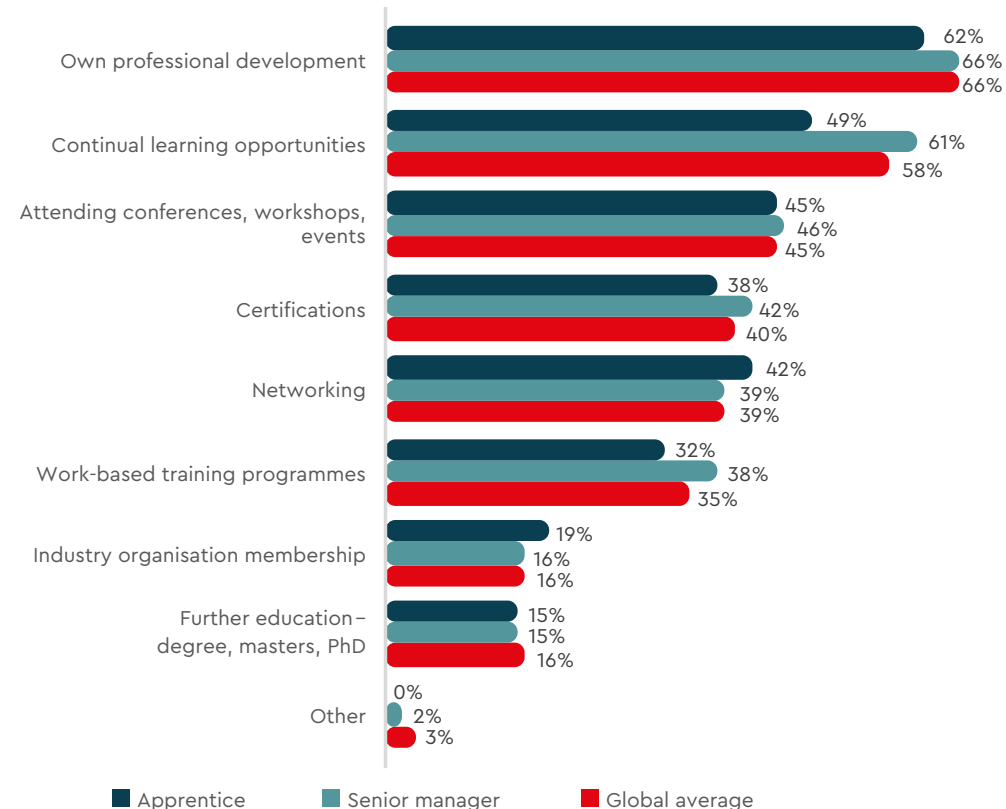 Own professional development
62%
66%
66%
Continual learning opportunities
49%
61%
58%
Attending conferences, workshops,
events
45%
46%
45%
Certifications
38%
42%
40%
Networking
42%
39%
39%
Work-based training programmes
32%
38%
35%
Industry organisation membership
19%
16%
16%
Further education–
degree, masters, PhD
15%
15%
16%
Other
0%
2%
3%
Apprentice
Senior manager
Global average